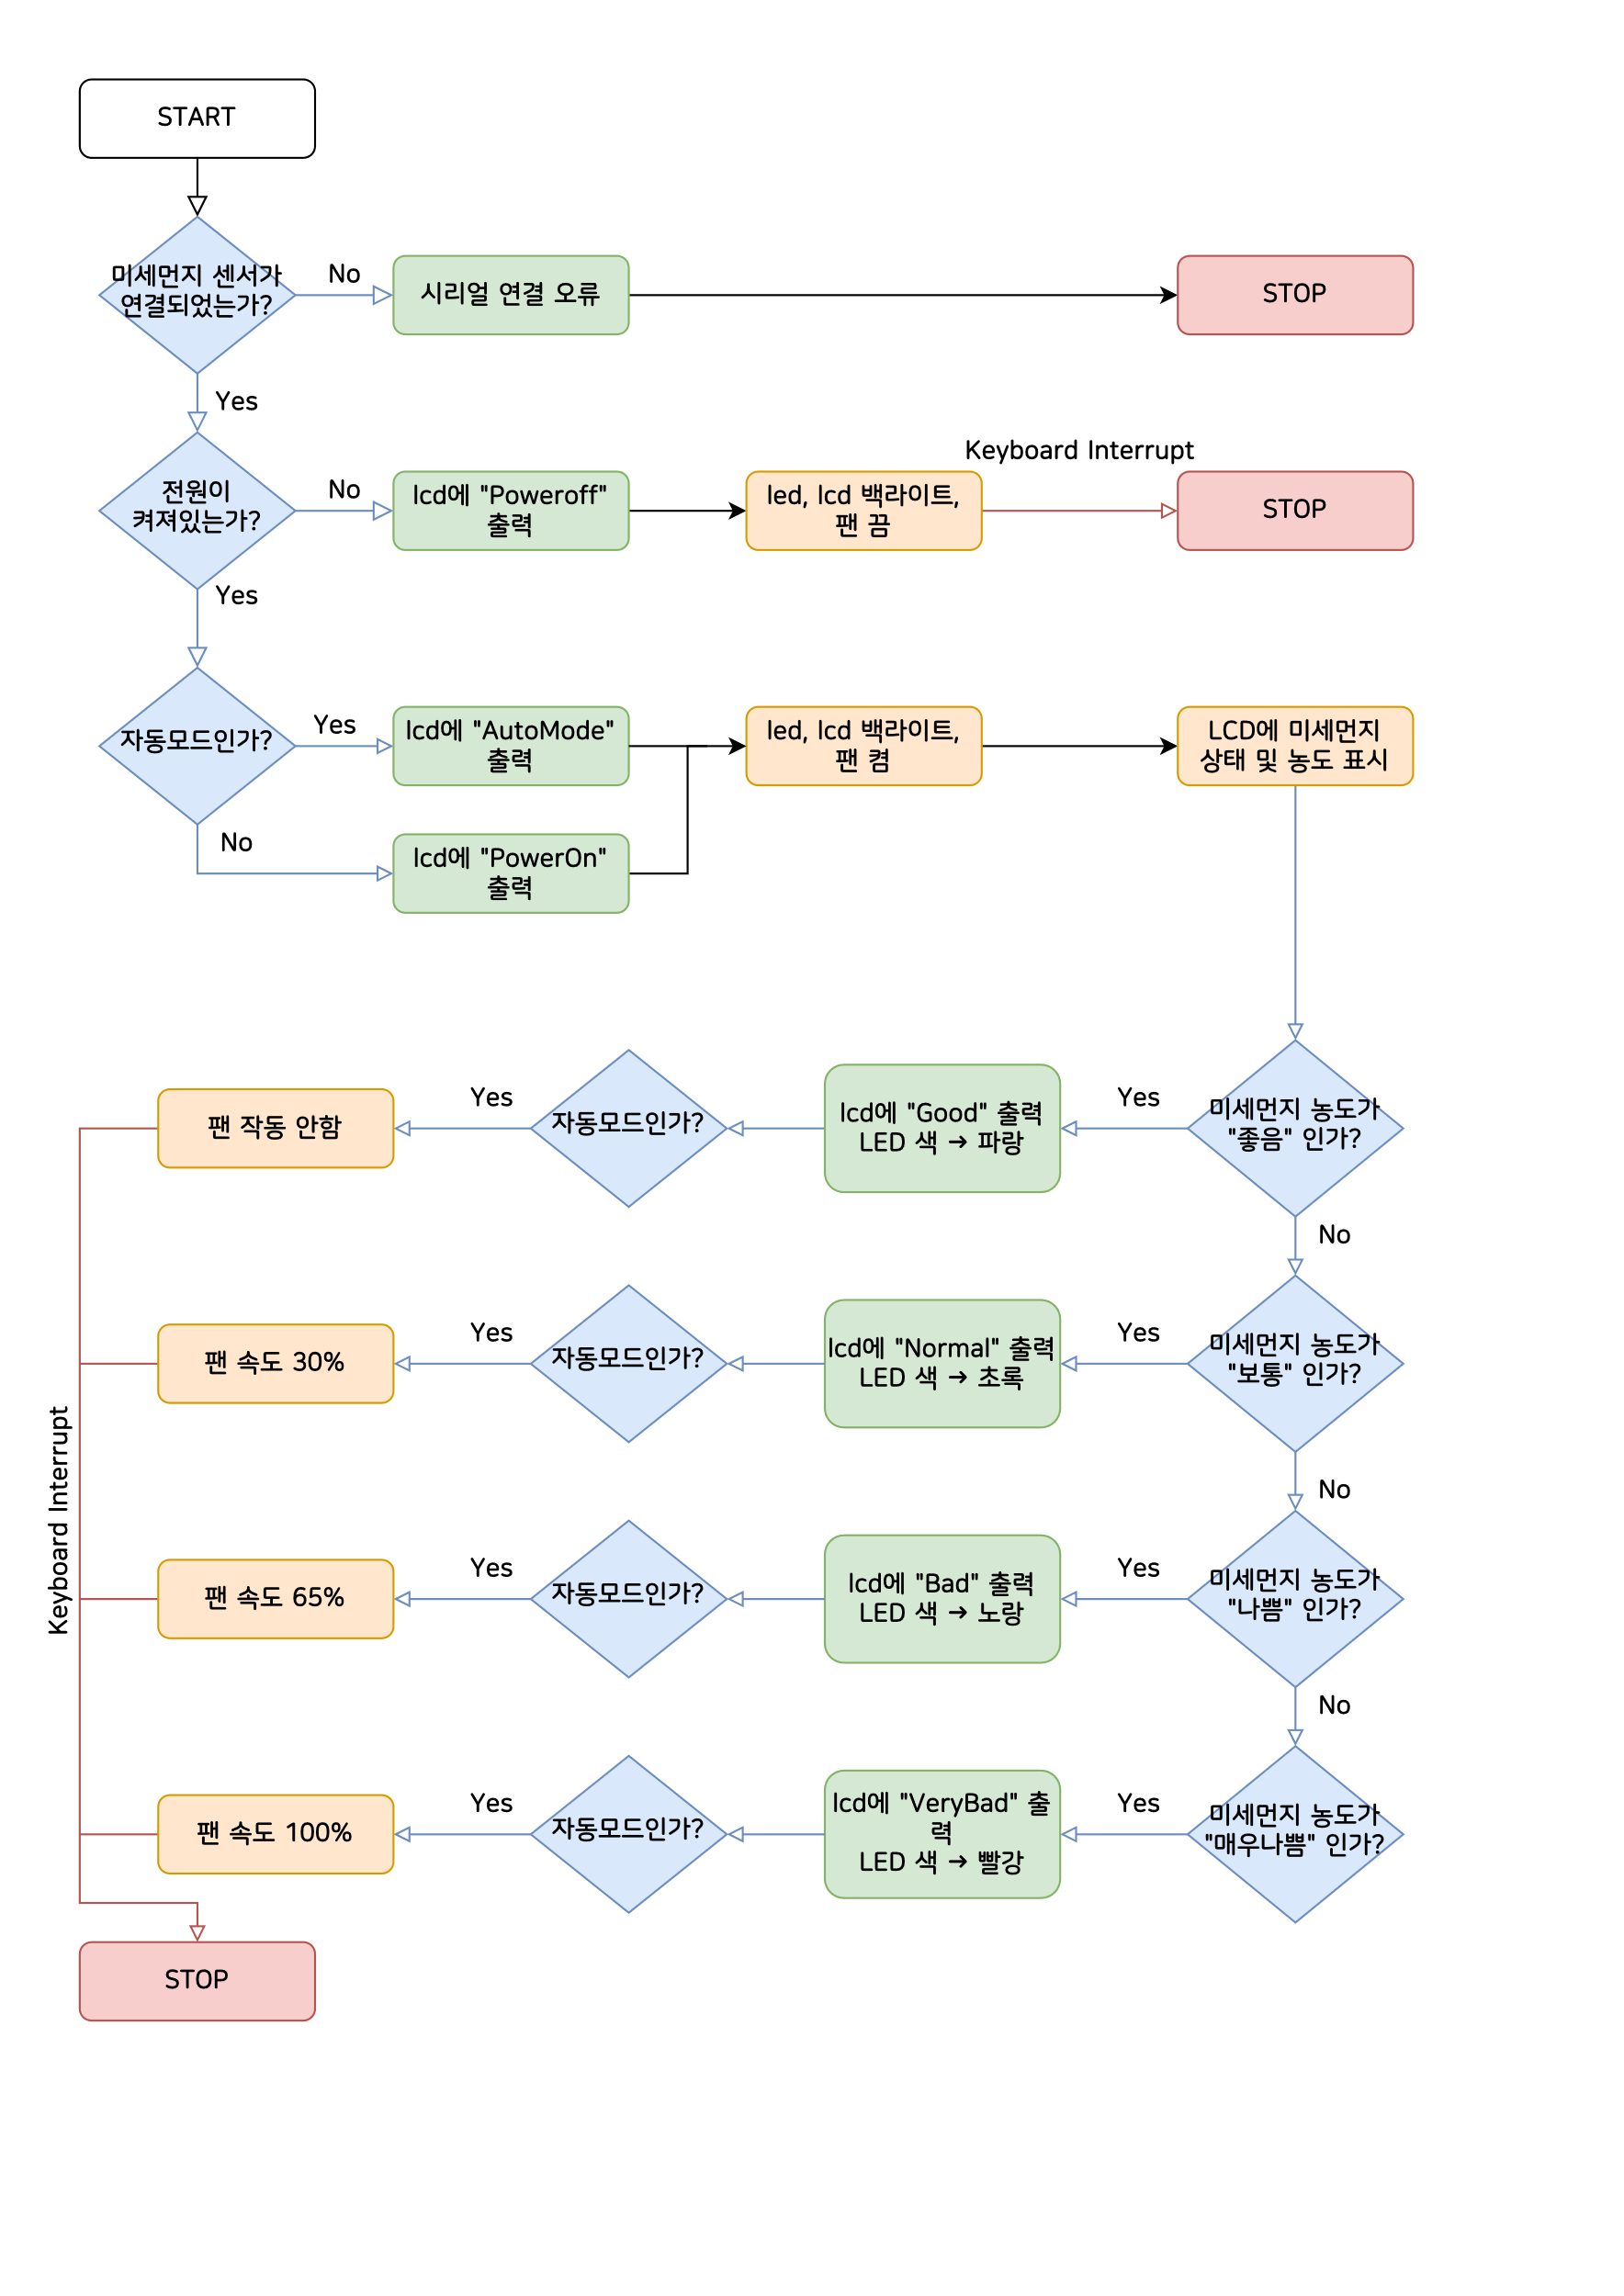 START
미세먼지 센서가
연결되었는가?
No
시리얼 연결 오류
STOP
Yes
전원이
켜져있는가?
No
lcd에 "Poweroff"
출력
led, lcd 백라이트,
팬 끔
Keyboard Interrupt
STOP
Yes
자동모드인가?
Yes
lcd에 "AutoMode"
출력
led, lcd 백라이트,
팬 켬
LCD에 미세먼지
상태 및 농도 표시
No
lcd에 "PowerOn"
출력
미세먼지 농도가
"좋음" 인가?
Yes
lcd에 "Good" 출력
LED 색 → 파랑
자동모드인가?
Yes
팬 작동 안함
No
미세먼지 농도가
"보통" 인가?
Yes
lcd에 "Normal" 출력
LED 색 → 초록
자동모드인가?
Yes
팬 속도 30%
No
미세먼지 농도가
"나쁨" 인가?
Yes
lcd에 "Bad" 출력
LED 색 → 노랑
자동모드인가?
Yes
팬 속도 65%
No
미세먼지 농도가
"매우나쁨" 인가?
Yes
lcd에 "VeryBad" 출
력
LED 색 → 빨강
자동모드인가?
Yes
팬 속도 100%
Keyboard Interrupt
STOP